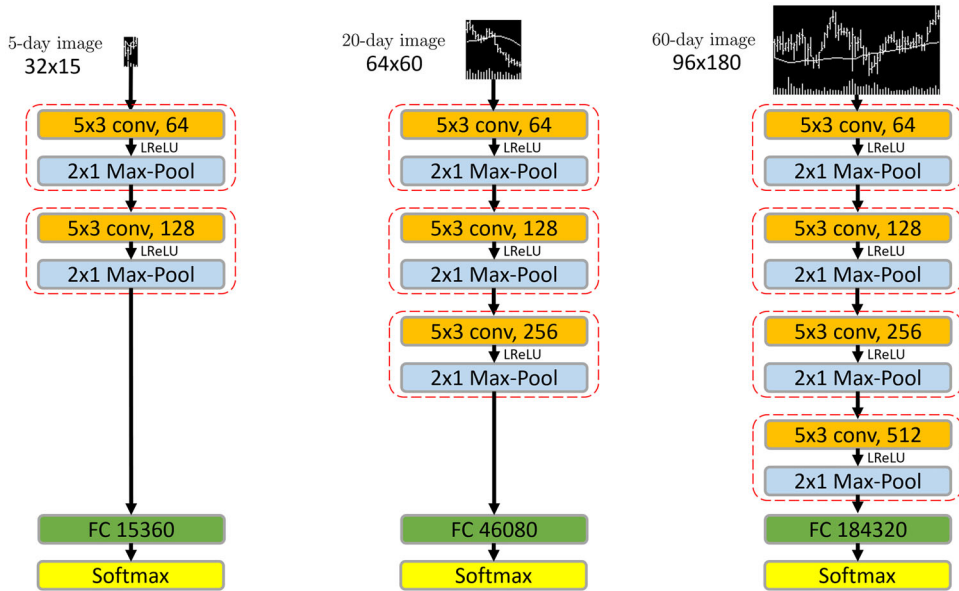 5-day image
32x15
5x3 conv, 64
LReLU
2x1 Max-Pool
5x3 conv, 128
LReLU
2x1 Max-Pool
FC 15360
Softmax
20-day image
64x60
5x3 conv, 64
LReLU
2x1 Max-Pool
5x3 conv, 128
LReLU
2x1 Max-Pool
5x3 conv, 256
LReLU
2x1 Max-Pool
FC 46080
Softmax
60-day image
96x180
5x3 conv, 64
LReLU
2x1 Max-Pool
5x3 conv, 128
LReLU
2x1 Max-Pool
5x3 conv, 256
LReLU
2x1 Max-Pool
5x3 conv, 512
LReLU
2x1 Max-Pool
FC 184320
Softmax